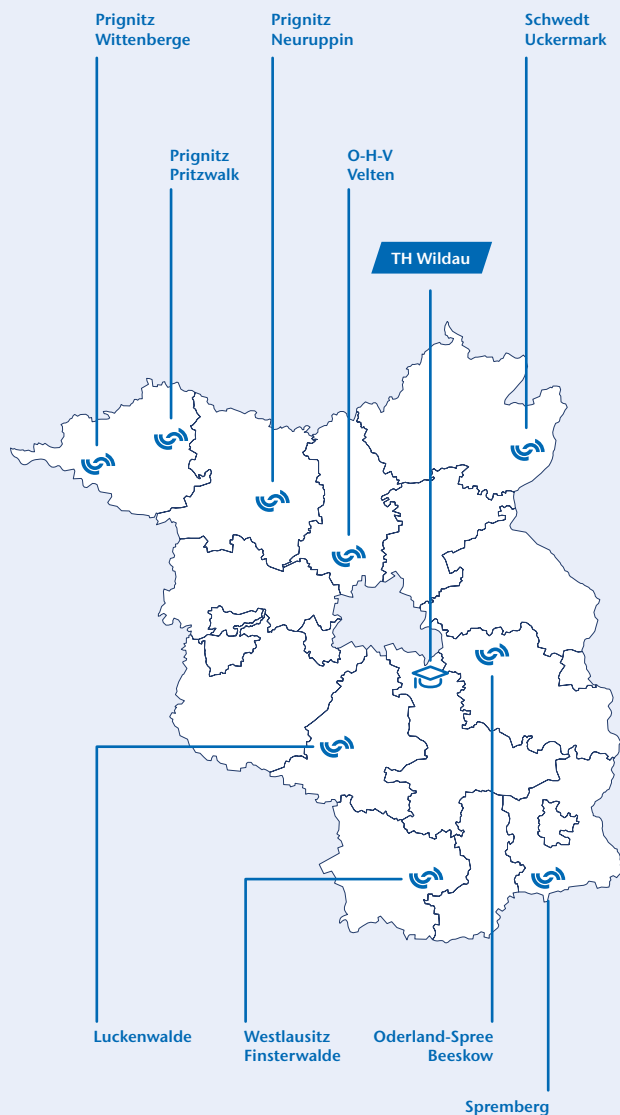 Prignitz
Wittenberge
Prignitz
Neuruppin
Schwedt
Uckermark
Prignitz
Pritzwalk
O-H-V
Velten
TH Wildau
Luckenwalde
Westlausitz
Finsterwalde
Oderland-Spree
Beeskow
Spremberg